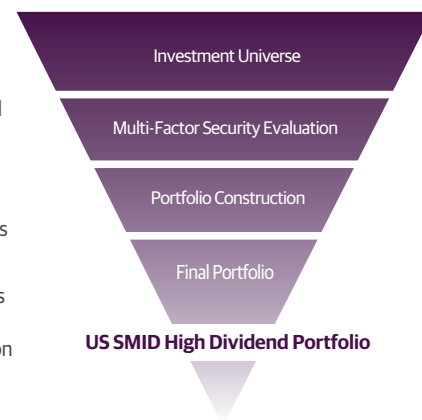 Investment Universe
Multi-Factor Security Evaluation
Portfolio Construction
Final Portfolio
US SMID High Dividend Portfolio